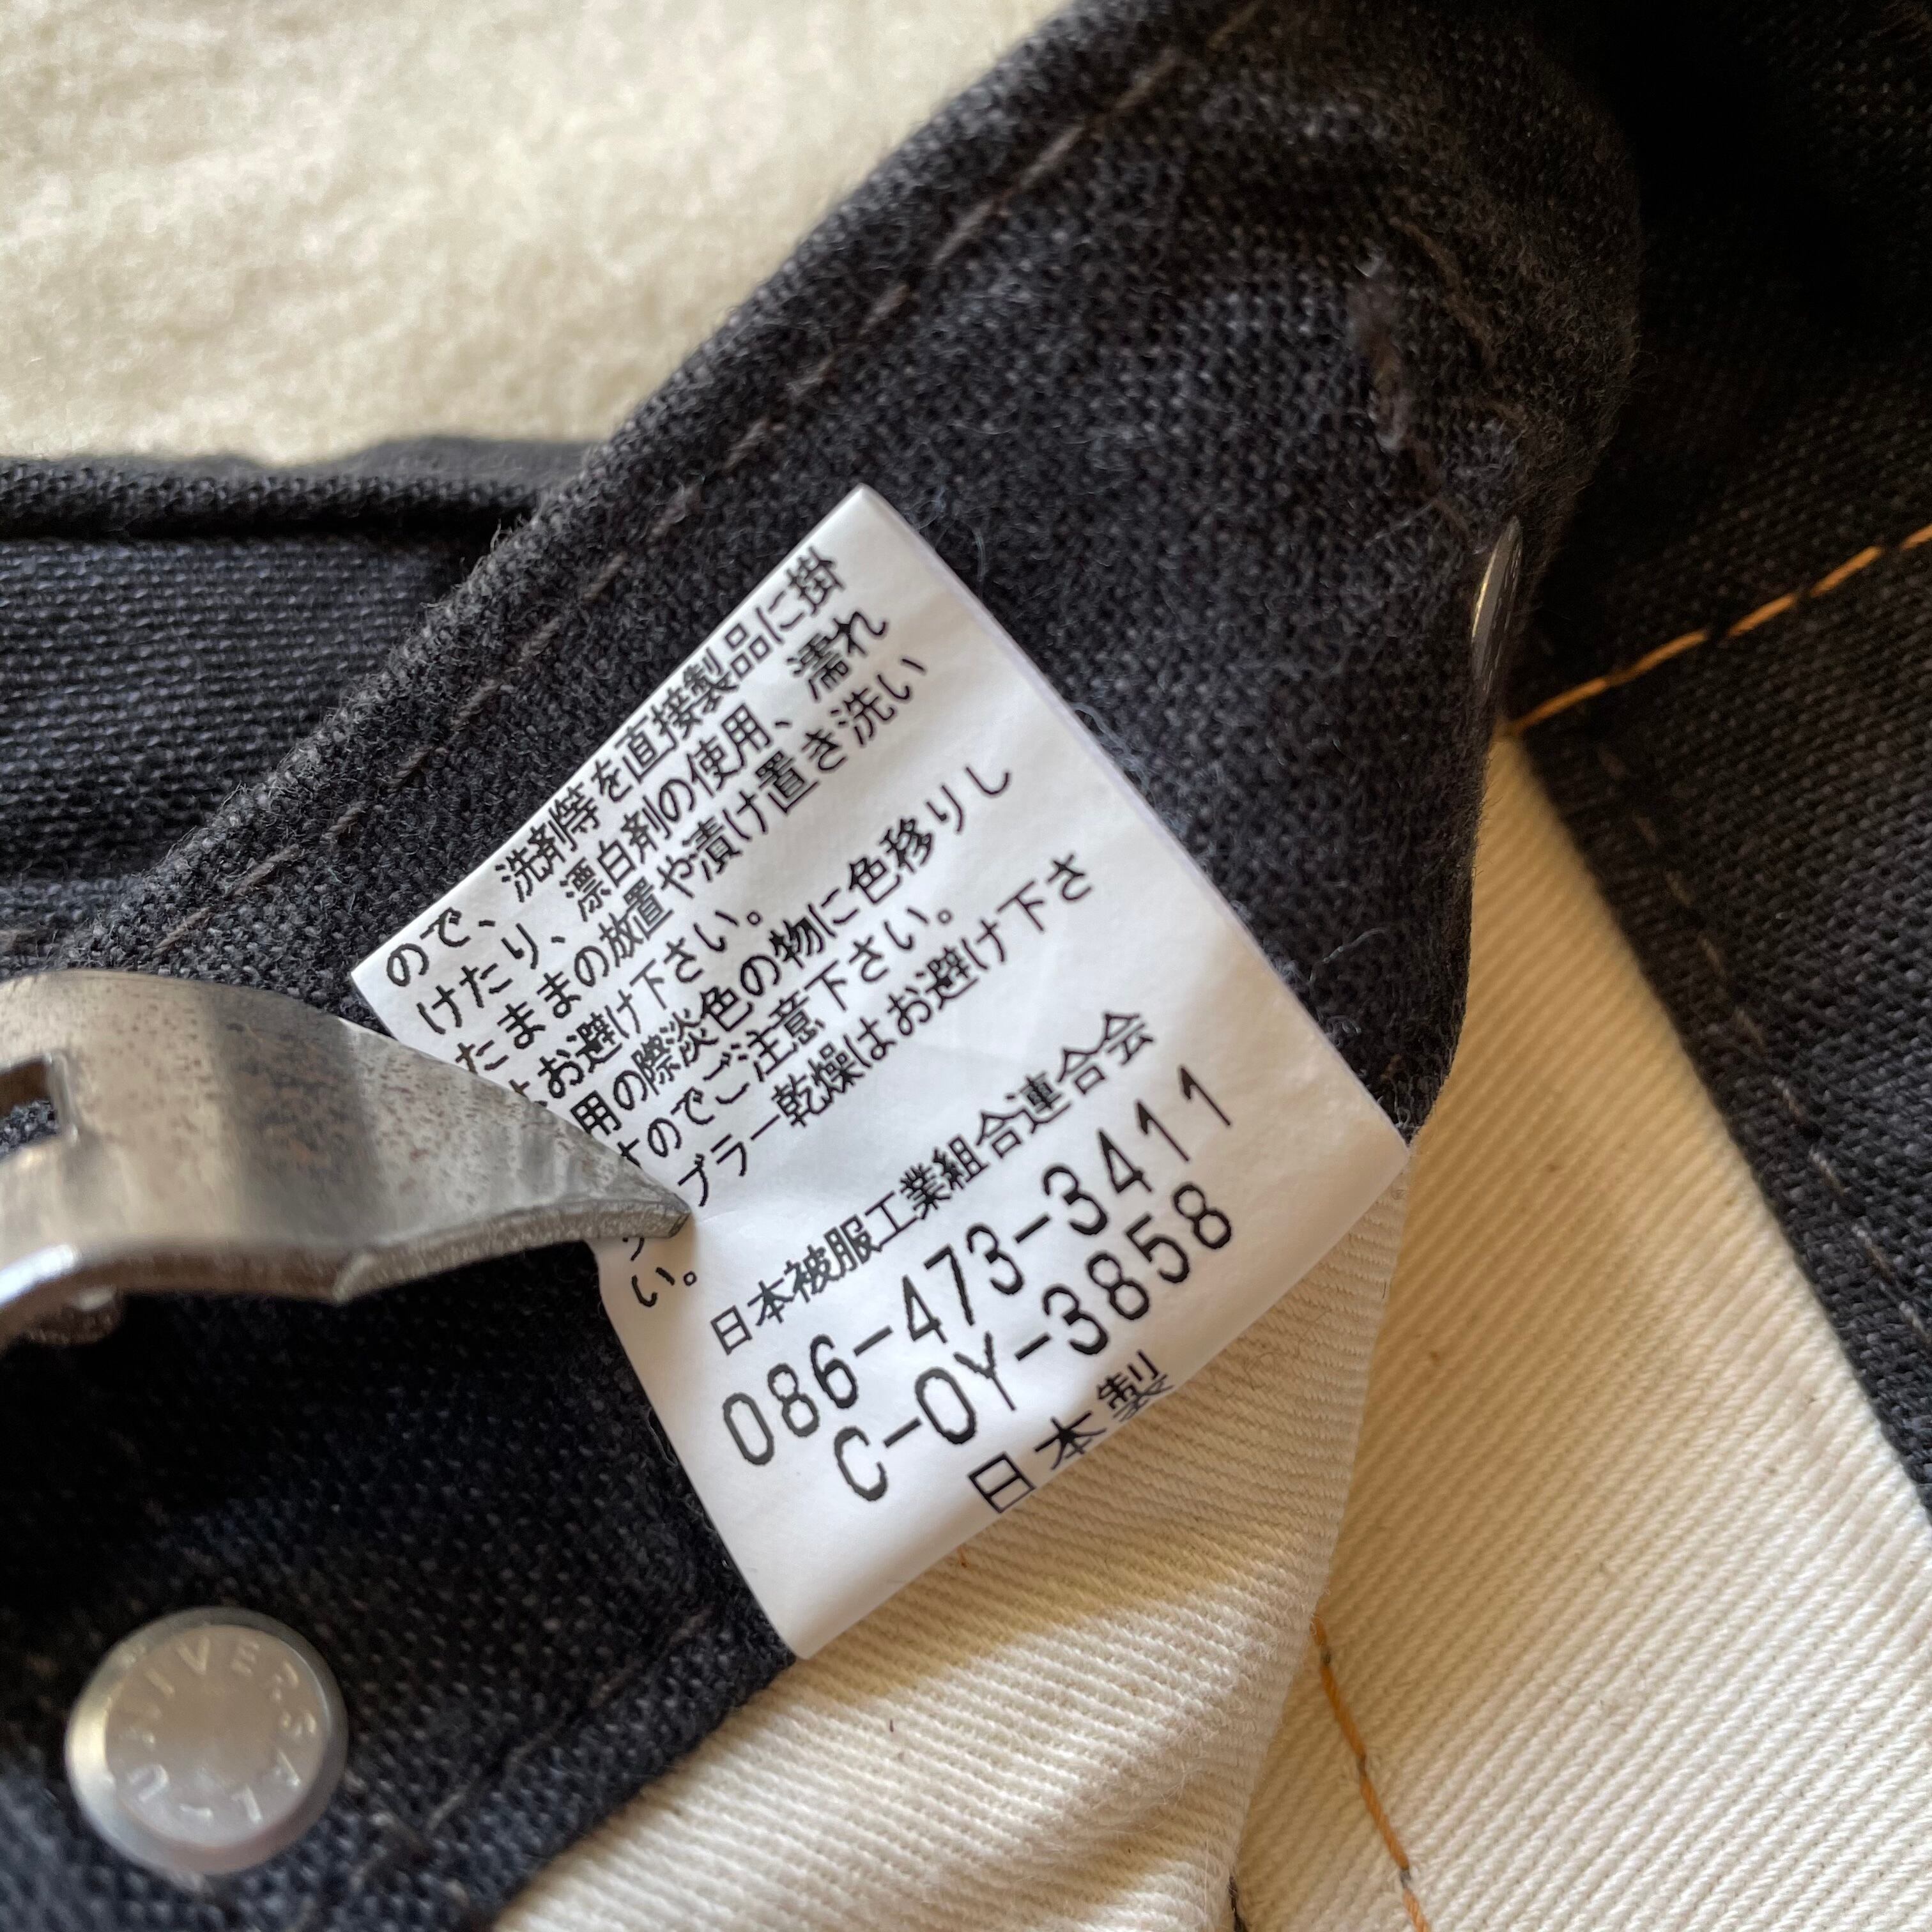 ので、洗剤等を直接製品に掛
けたり、漂白剤の使用、濡れ
たままの放置や漬け置き洗い
お避け下さい。
用の際淡色の物に色移りし
すのでご注意下さい。
ブラー乾燥はお避け下さ
い。
日本被服工業組合連合会
086-473-3411
C-OY-3858
日本製
UNIVERSAL